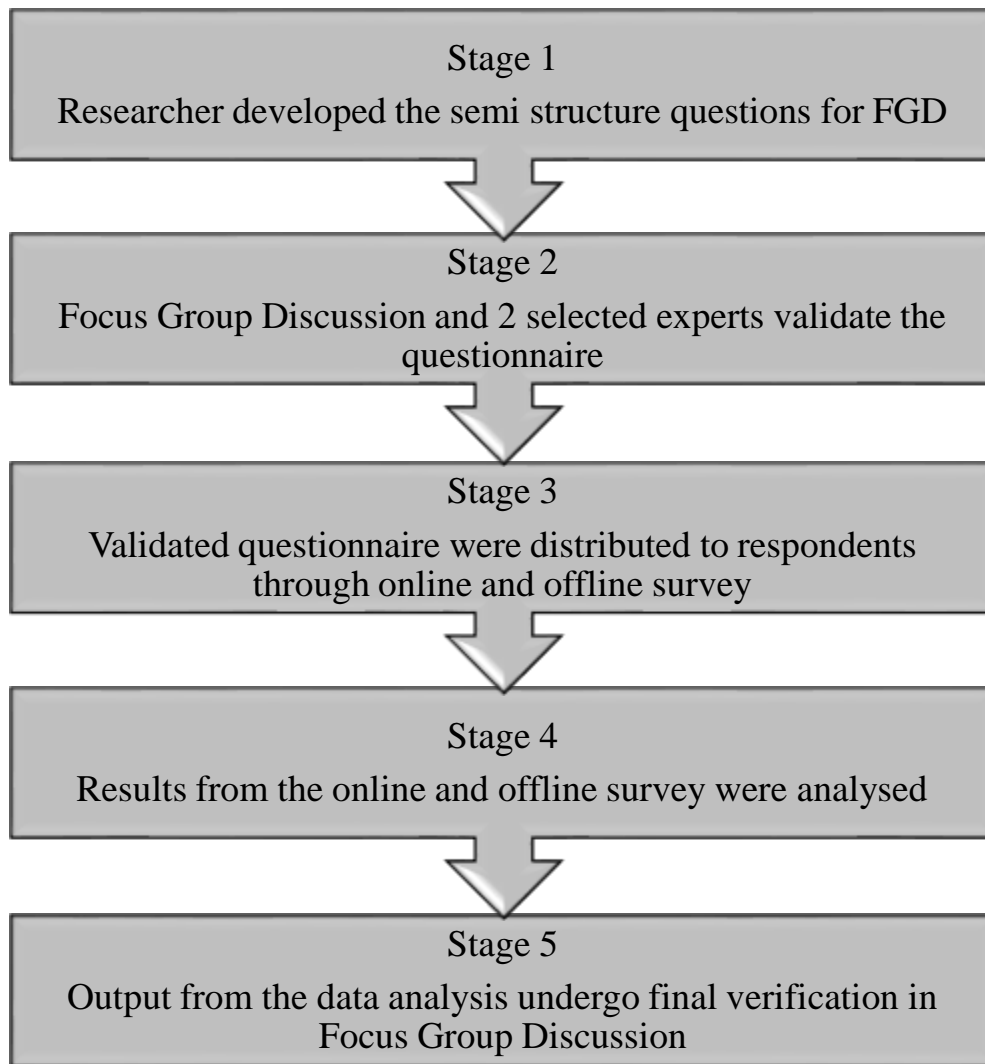 Stage 1
Researcher developed the semi structure questions for FGD
Stage 2
Focus Group Discussion and 2 selected experts validate the
questionnaire
Stage 3
Validated questionnaire were distributed to respondents
through online and offline survey
Stage 4
Results from the online and offline survey were analysed
Stage 5
Output from the data analysis undergo final verification in
Focus Group Discussion